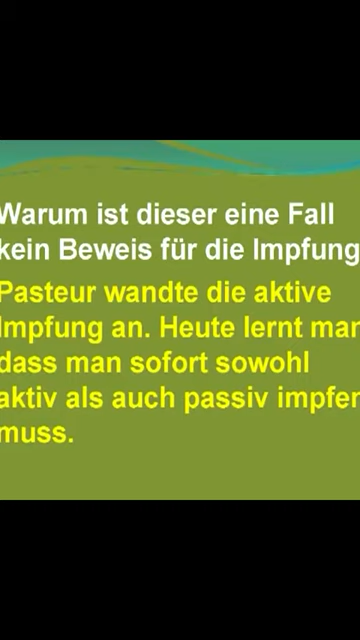 Warum ist dieser eine Fall
kein Beweis für die Impfung
Pasteur wandte die aktive
Impfung an. Heute lernt man
dass man sofort sowohl
aktiv als auch passiv impfen
muss.